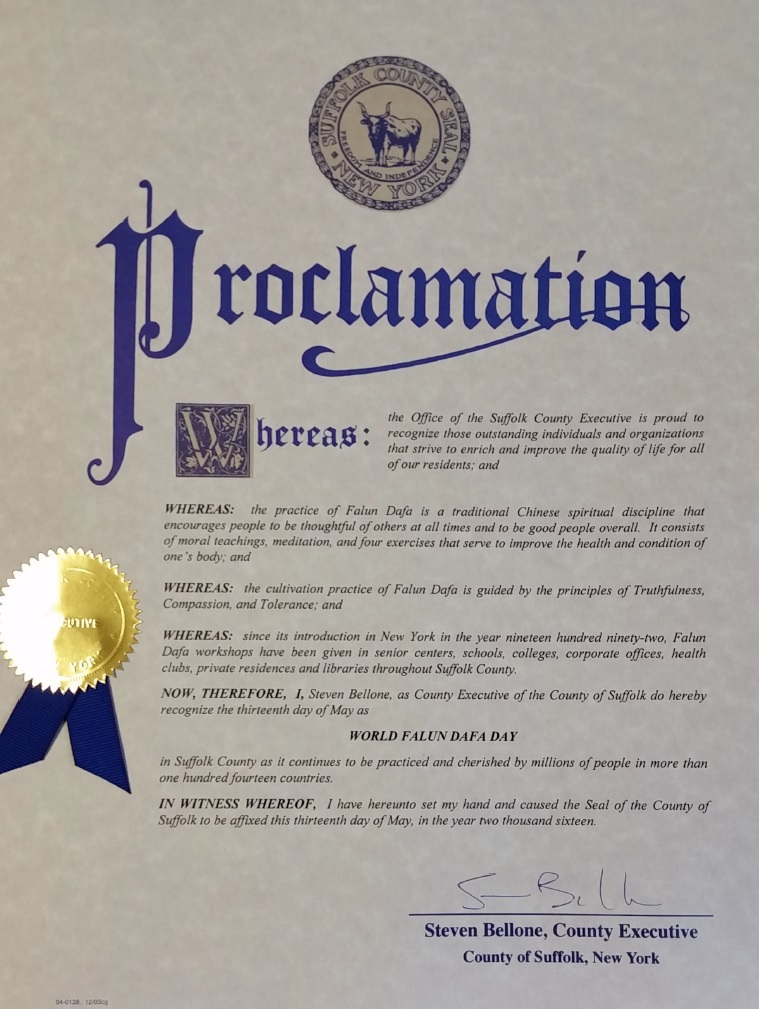 SUFFOLK COUNTY SEAL
FREEDOM AND INDEPENDENCE
NEW YORK
Proclamation
Whereas:
the Office of the Suffolk County Executive is proud to
recognize those outstanding individuals and organizations
that strive to enrich and improve the quality of life for all
of our residents; and
WHEREAS: the practice of Falun Dafa is a traditional Chinese spiritual discipline that
encourages people to be thoughtful of others at all times and to be good people overall. It consists
of moral teachings, meditation, and four exercises that serve to improve the health and condition of
one's body; and
WHEREAS: the cultivation practice of Falun Dafa is guided by the principles of Truthfulness,
Compassion, and Tolerance; and
WHEREAS: since its introduction in New York in the year nineteen hundred ninety-two, Falun
Dafa workshops have been given in senior centers, schools, colleges, corporate offices, health
clubs, private residences and libraries throughout Suffolk County.
NOW, THEREFORE, I, Steven Bellone, as County Executive of the County of Suffolk do hereby
recognize the thirteenth day of May as
WORLD FALUN DAFA DAY
in Suffolk County as it continues to be practiced and cherished by millions of people in more than
one hundred fourteen countries.
IN WITNESS WHEREOF, I have hereunto set my hand and caused the Seal of the County of
Suffolk to be affixed this thirteenth day of May, in the year two thousand sixteen.
Steven Bellone, County Executive
County of Suffolk, New York